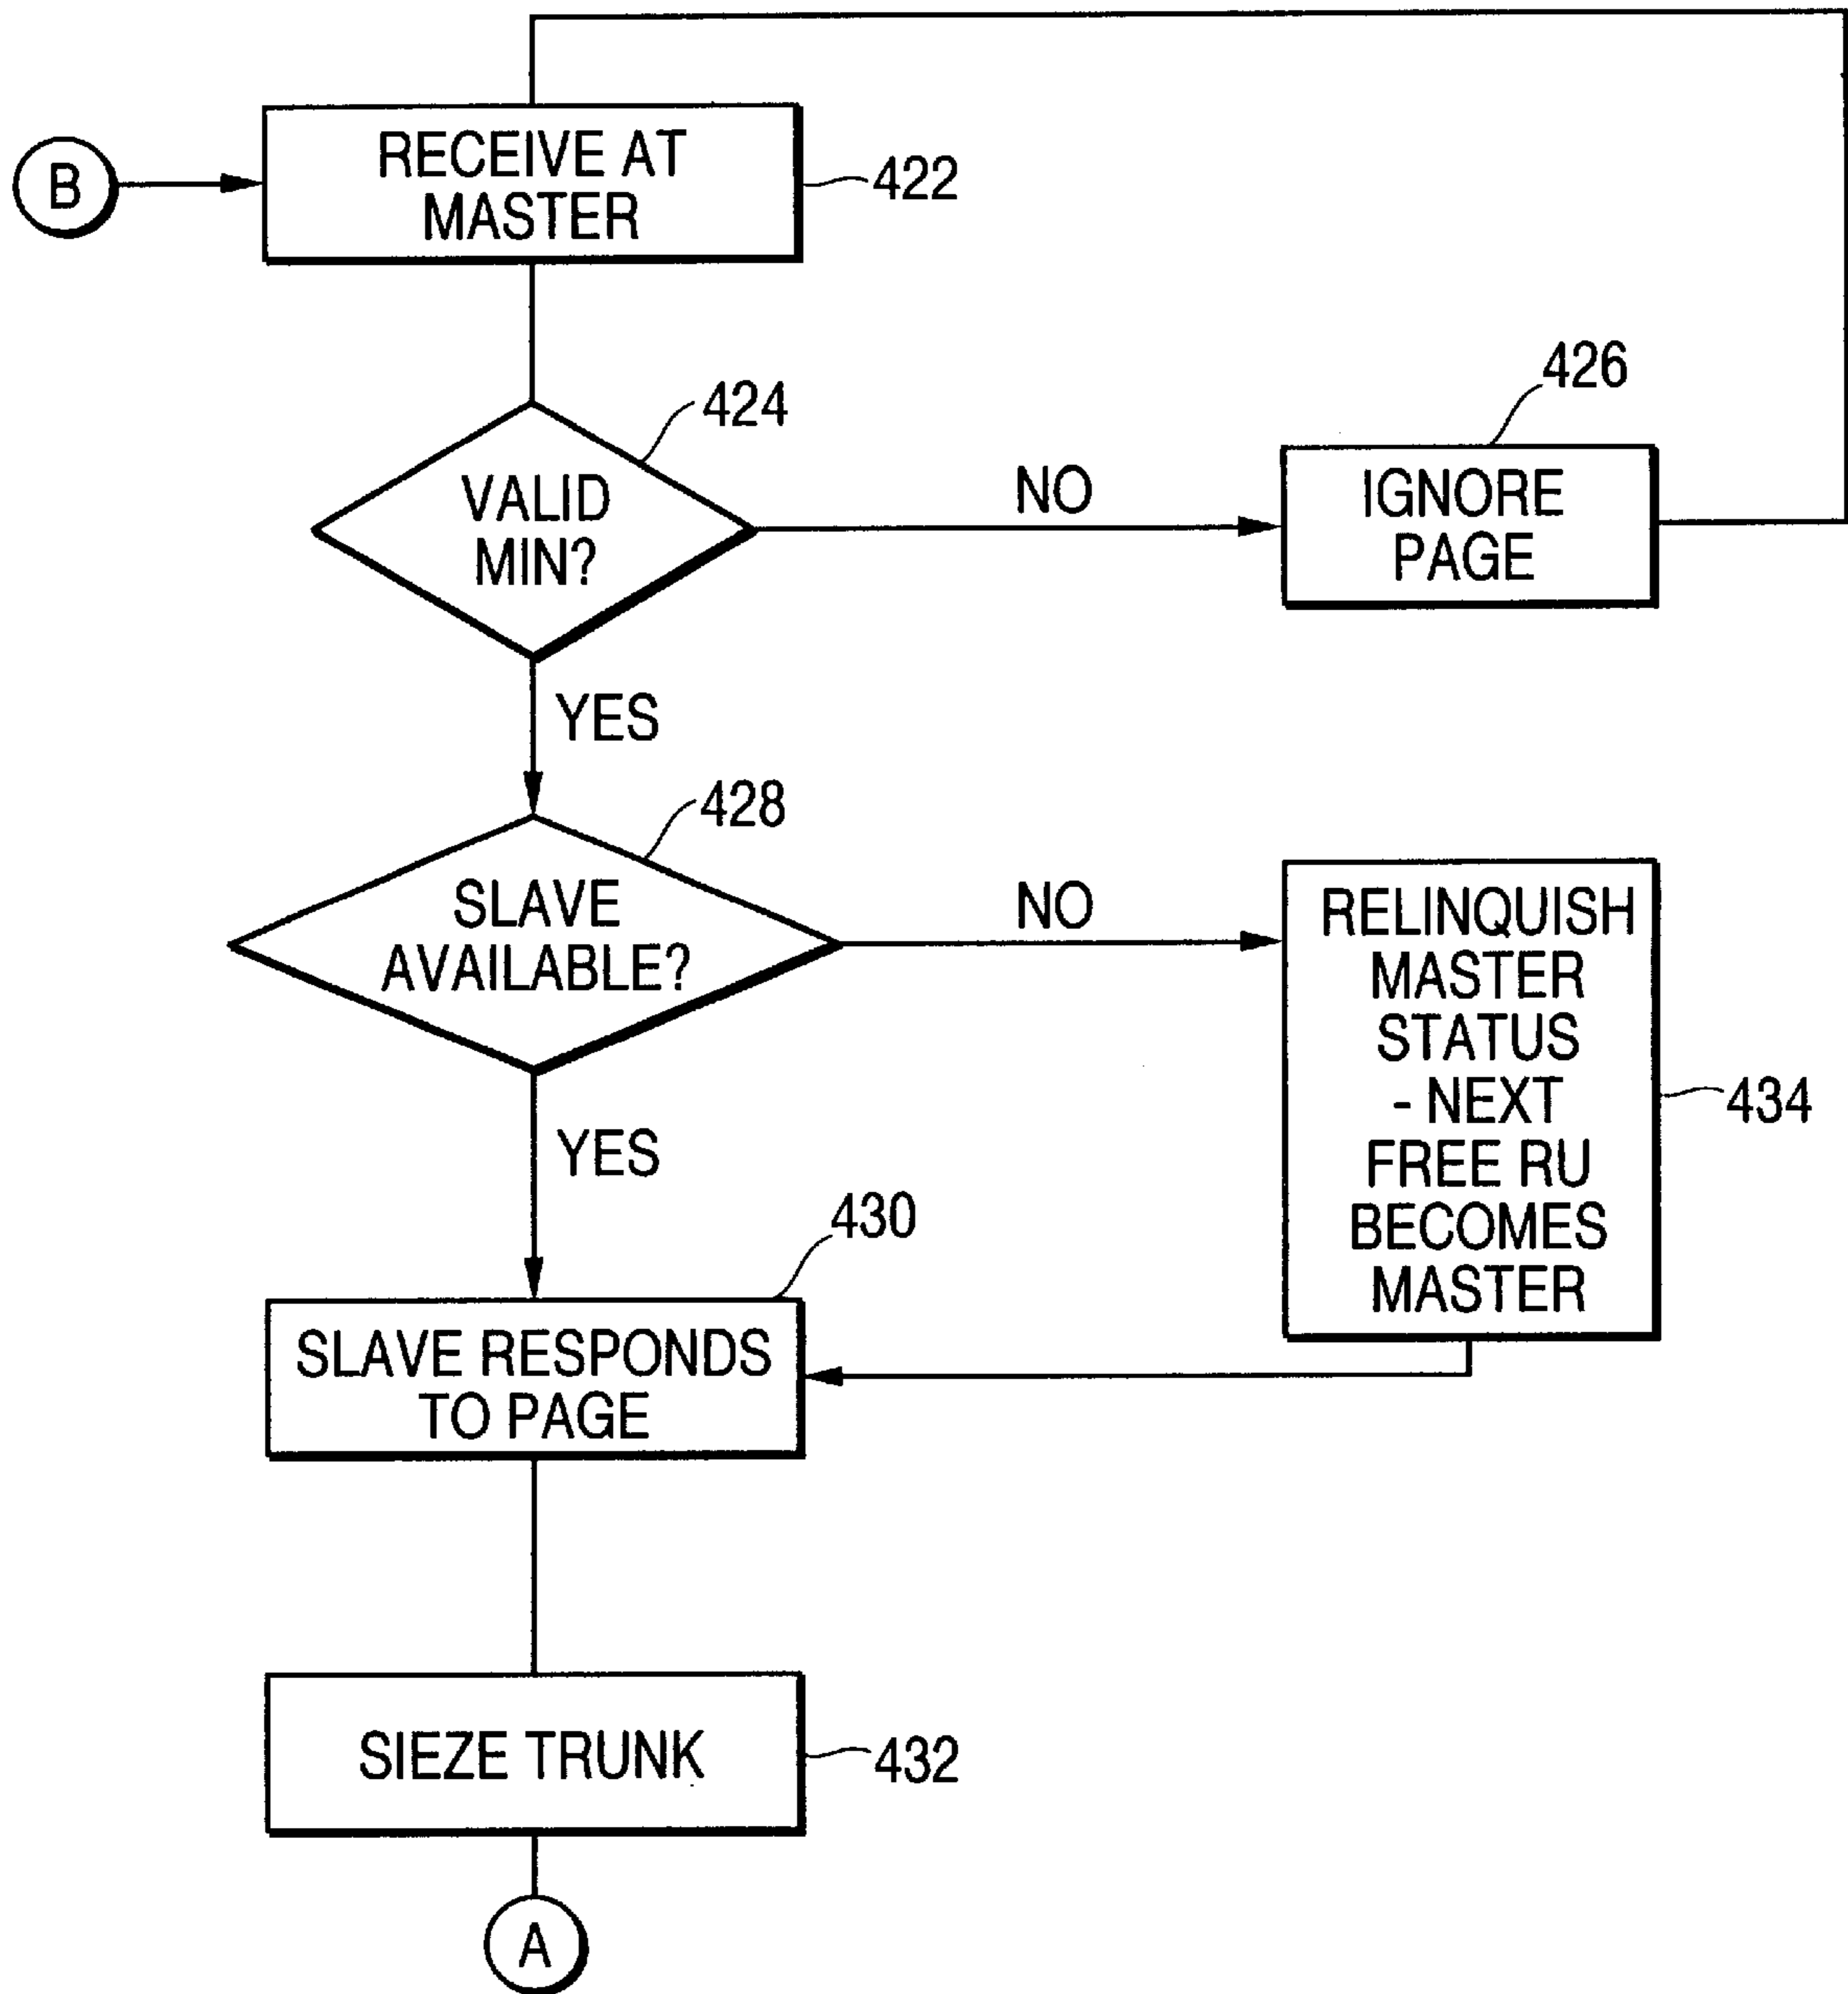 B
RECEIVE AT
MASTER
422
424
VALID
MIN?
NO
426
IGNORE
PAGE
YES
428
SLAVE
AVAILABLE?
NO
RELINQUISH
MASTER
STATUS
- NEXT
FREE RU
BECOMES
MASTER
434
YES
430
SLAVE RESPONDS
TO PAGE
SIEZE TRUNK
432
A